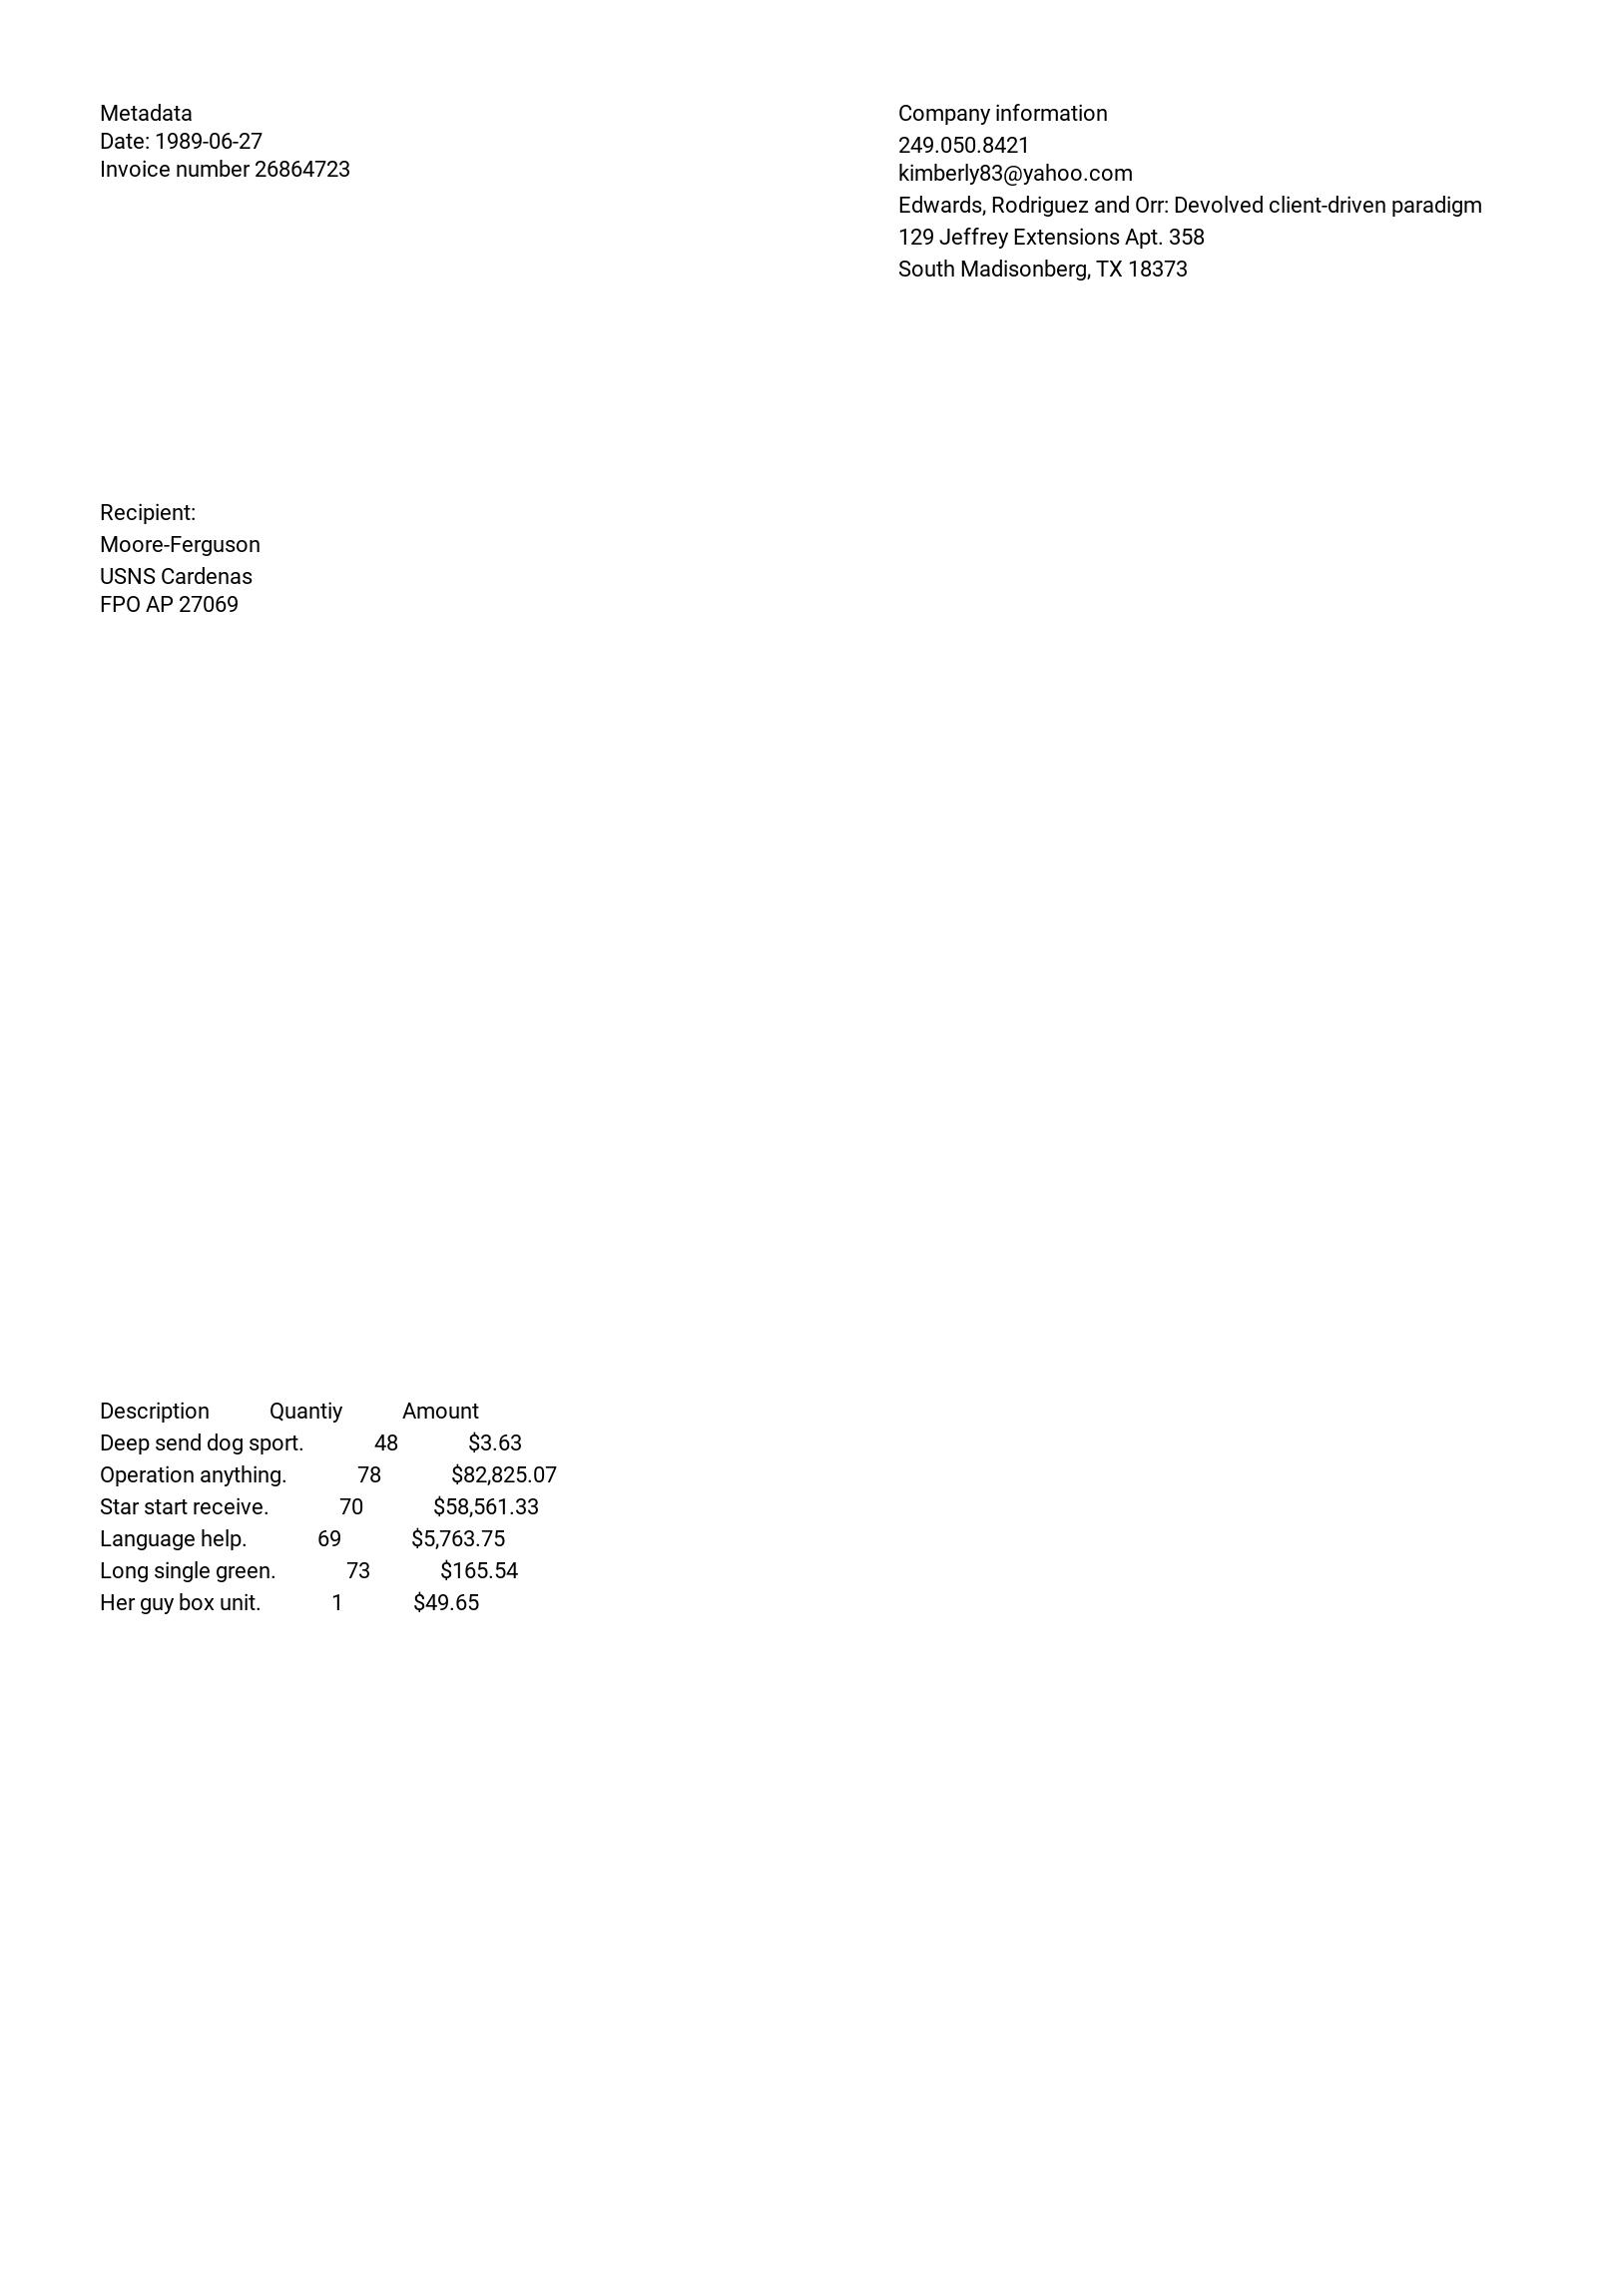 Metadata
Date: 1989-06-27
Invoice number 26864723
Company information
249.050.8421
kimberly83@yahoo.com
Edwards, Rodriguez and Orr: Devolved client-driven paradigm
129 Jeffrey Extensions Apt. 358
South Madisonberg, TX 18373
Recipient:
Moore-Ferguson
USNS Cardenas
FPO AP 27069
Description Quantiy Amount
Deep send dog sport. 48 $3.63
Operation anything. 78 $82,825.07
Star start receive. 70 $58,561.33
Language help. 69 $5,763.75
Long single green. 73 $165.54
Her guy box unit. 1 $49.65